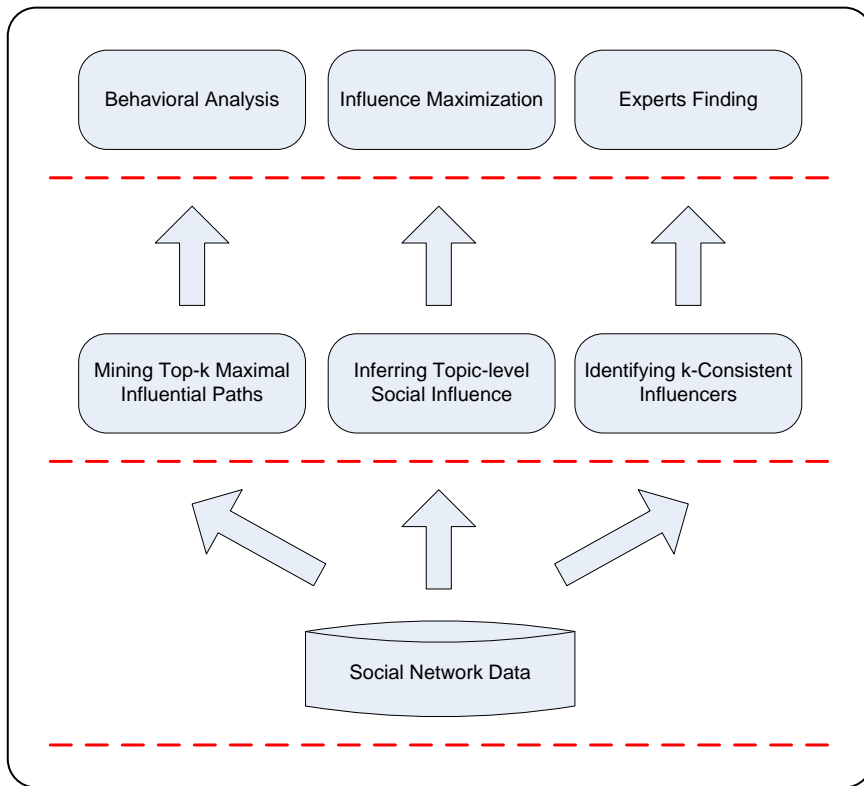 Behavioral Analysis
Influence Maximization
Experts Finding
Mining Top-k Maximal
Influential Paths
Inferring Topic-level
Social Influence
Identifying k-Consistent
Influencers
Social Network Data